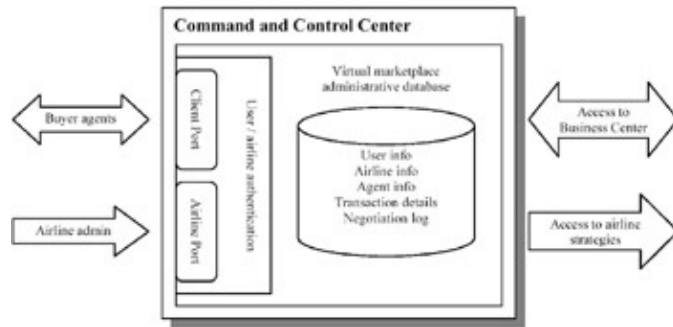 Command and Control Center
Buyer agents
Airline admin
Client Port
Airline Port
User / airline authentication
Virtual marketplace
administrative database
User info
Airline info
Agent info
Transaction details
Negotiation log
Access to
Business Center
Access to airline
strategies